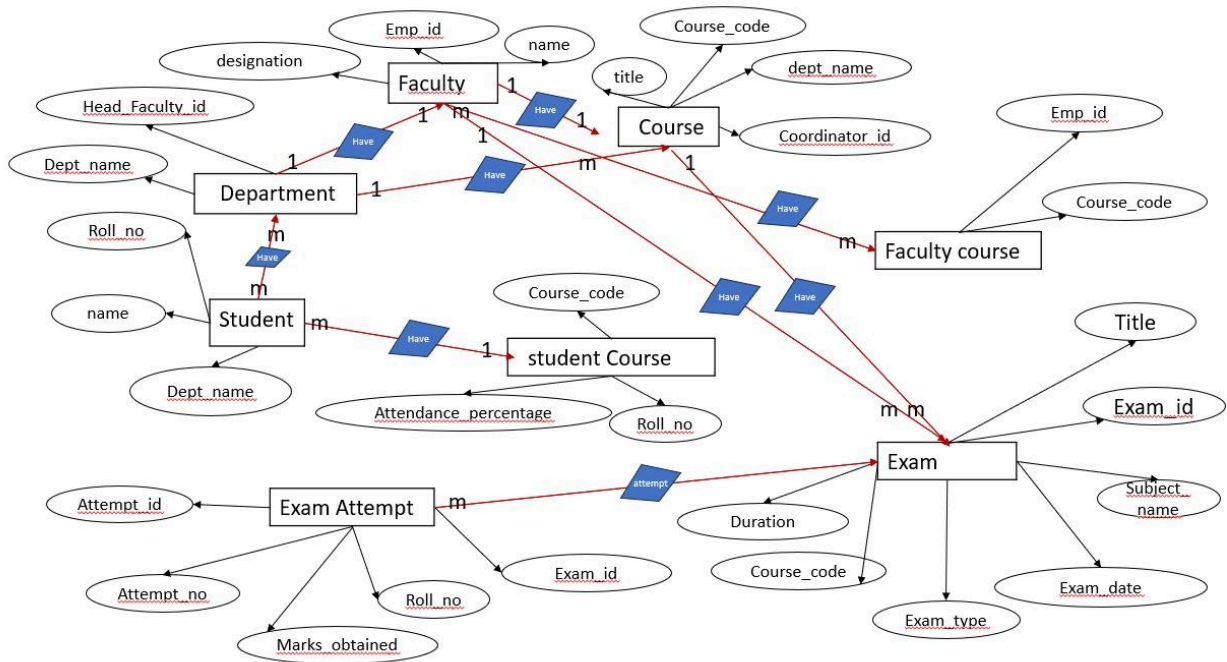 Emp_id
name
designation
Faculty
Course_code
title
dept_name
Head_Faculty_id
1
Have
1
Course
Emp_id
Have
1
m
1
Coordinator_id
Dept_name
1
Have
m
1
Department
1
Have
Course_code
Roll_no
m
Have
Have
m
Faculty course
m
name
Student
m
Have
1
Course_code
student Course
Have
Have
Title
Dept_name
Attendance_percentage
Roll_no
m
m
Exam_id
Exam
attempt
Attempt_id
Exam Attempt
m
Duration
Subject_
name
Attempt_no
Roll_no
Exam_id
Course_code
Exam_date
Marks_obtained
Exam_type